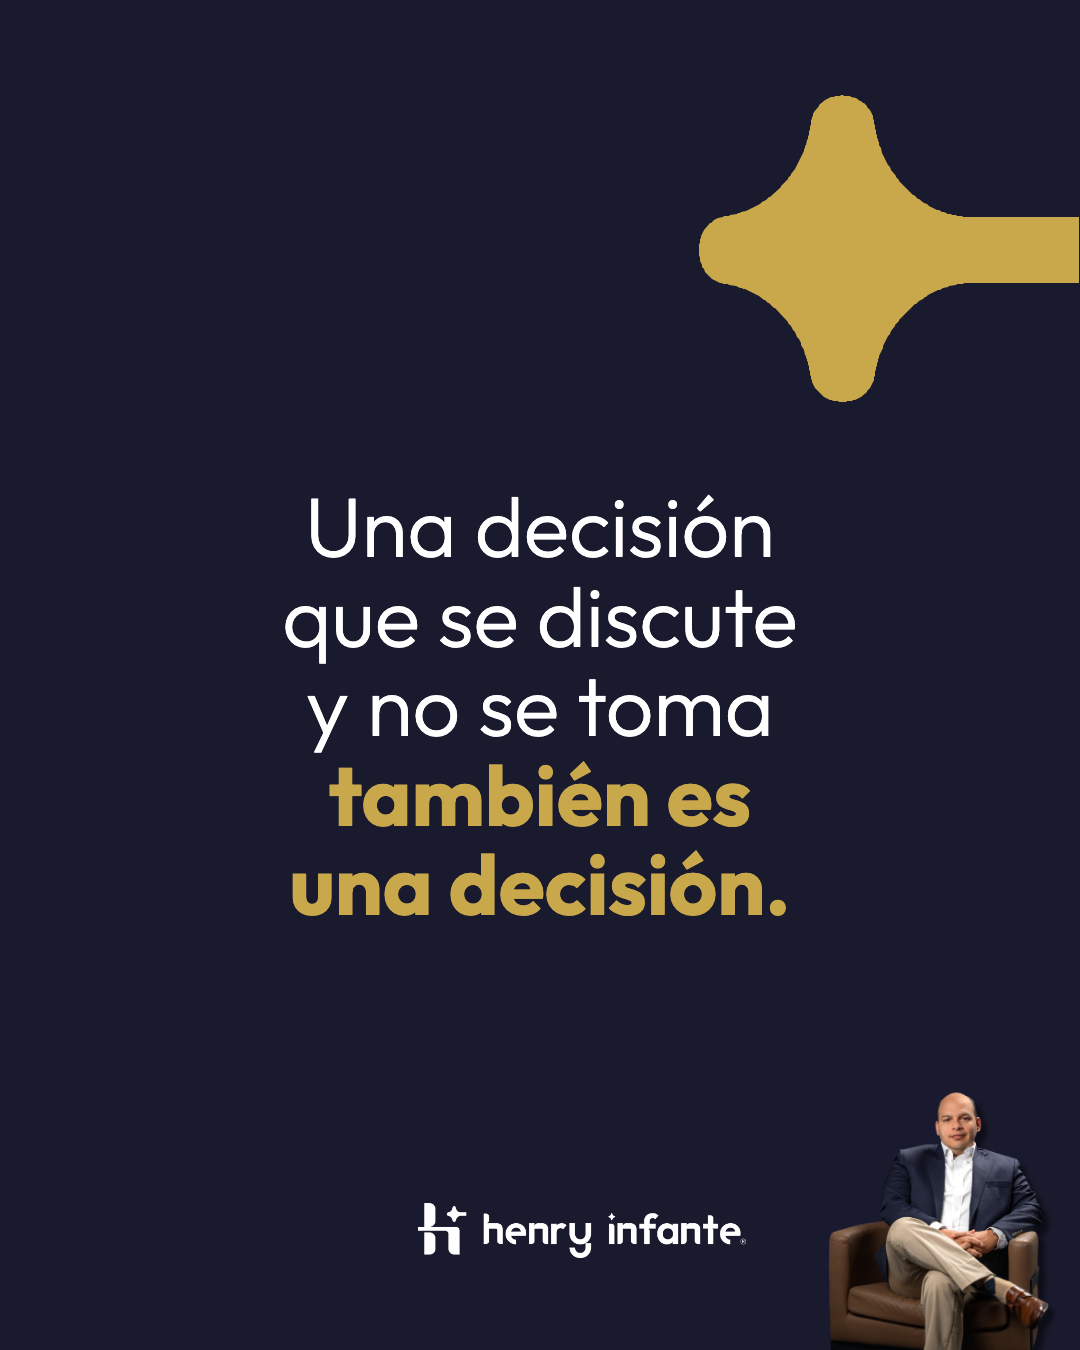 Una decisión
que se discute
y no se toma
también es
una decisión.
henry infante®